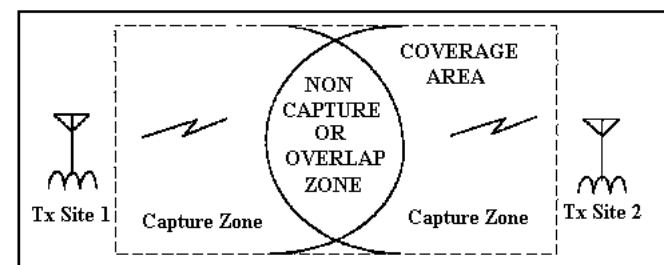 COVERAGE
AREA
NON
CAPTURE
OR
OVERLAP
ZONE
Tx Site 1
Capture Zone
Capture Zone
Tx Site 2